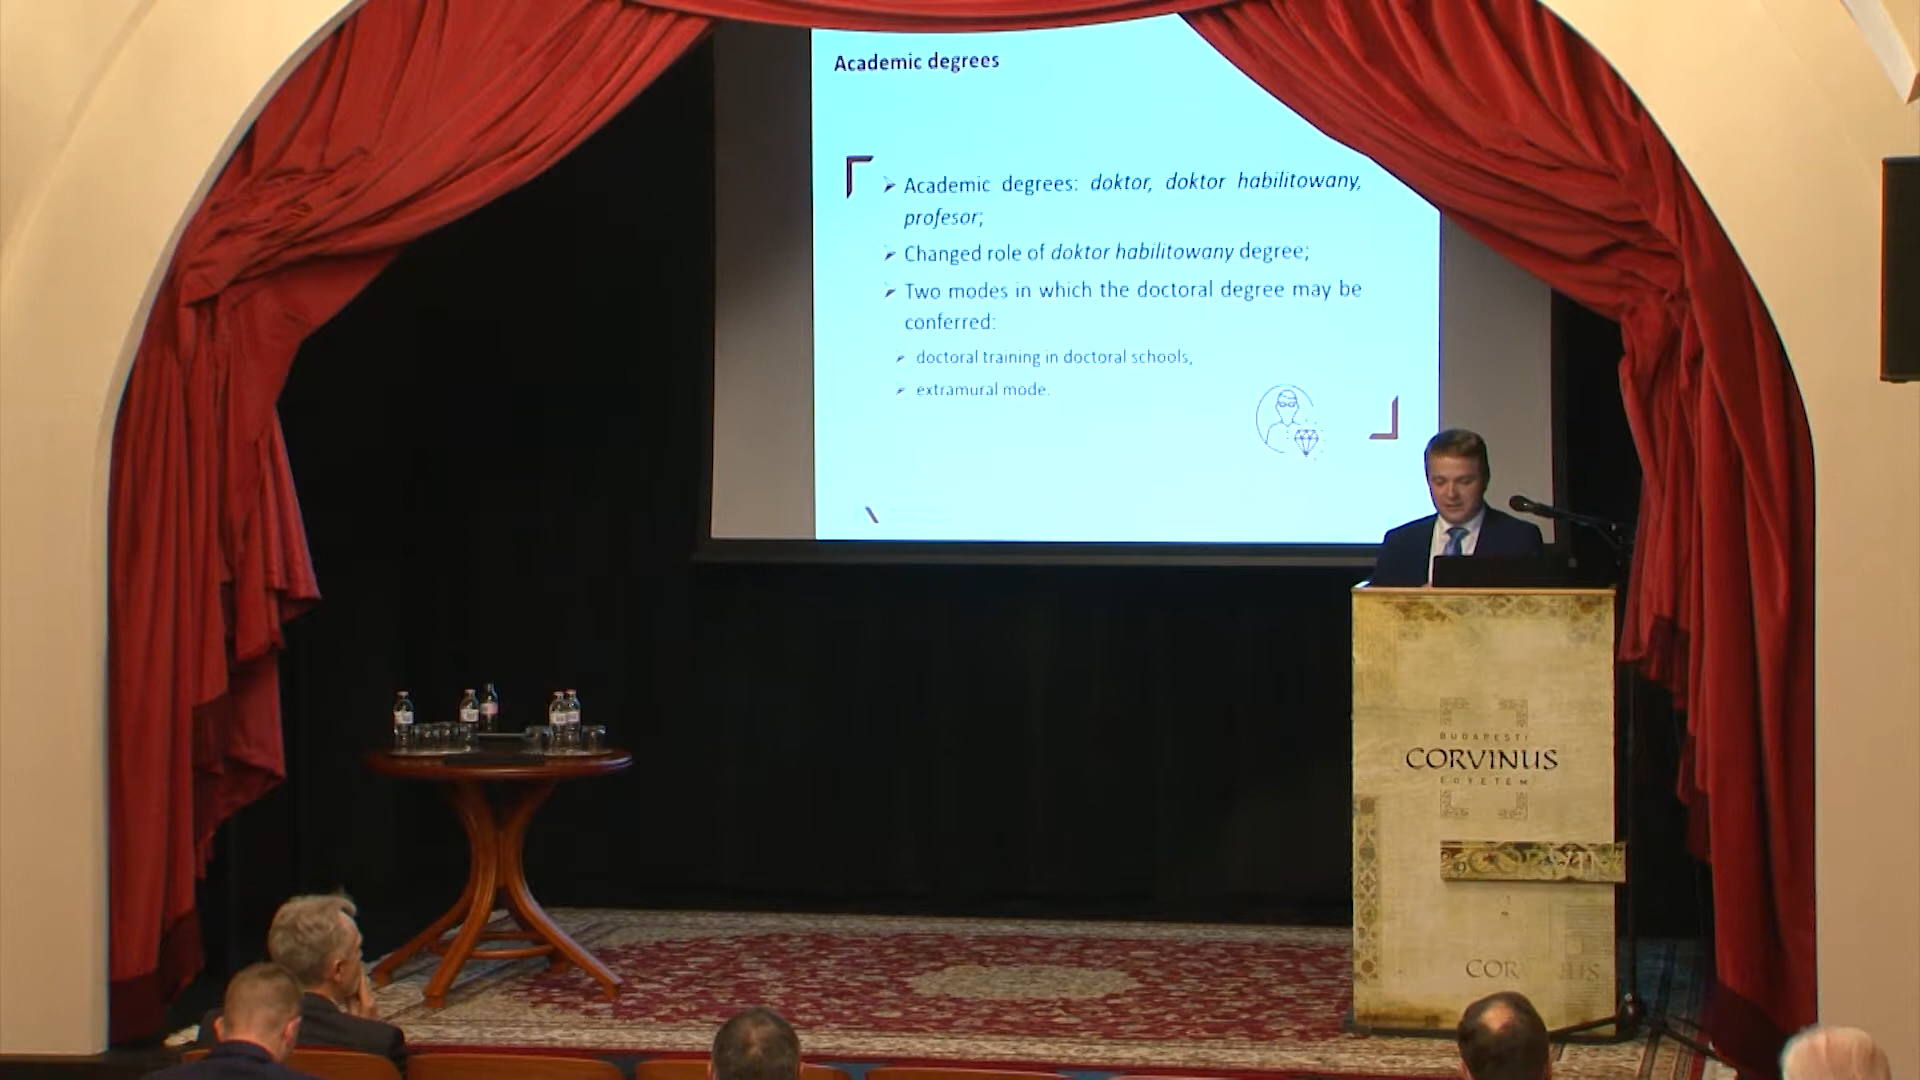 Academic degrees
Academic degrees: doktor, doktor habilitowany,
profesor;
Changed role of doktor habilitowany degree;
Two modes in which the doctoral degree may be
conferred:
doctoral training in doctoral schools,
extramural mode.
BUDAPESTI
CORVINUS
EGYETEM